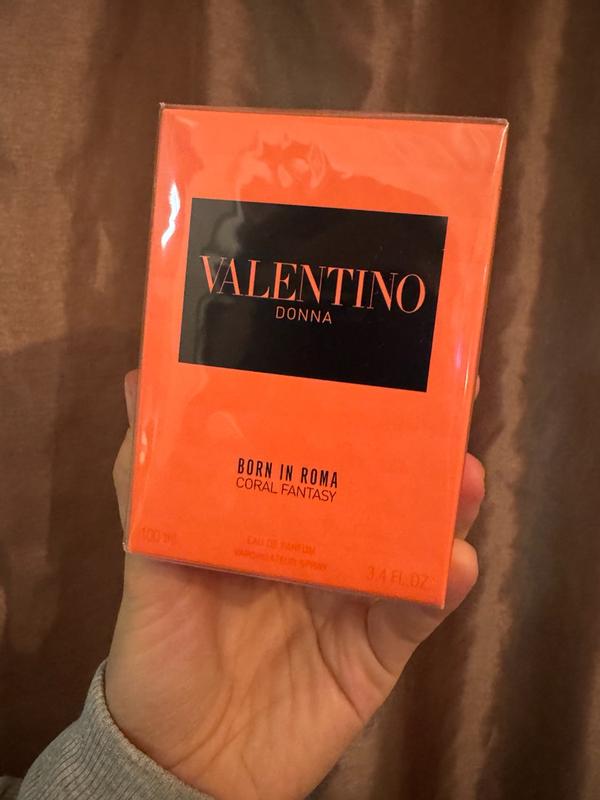 VALENTINO
DONNA
BORN IN ROMA
CORAL FANTASY
EAU DE PARFUM
VAPORISATEUR SPRAY
100 ml
3.4 FL.OZ